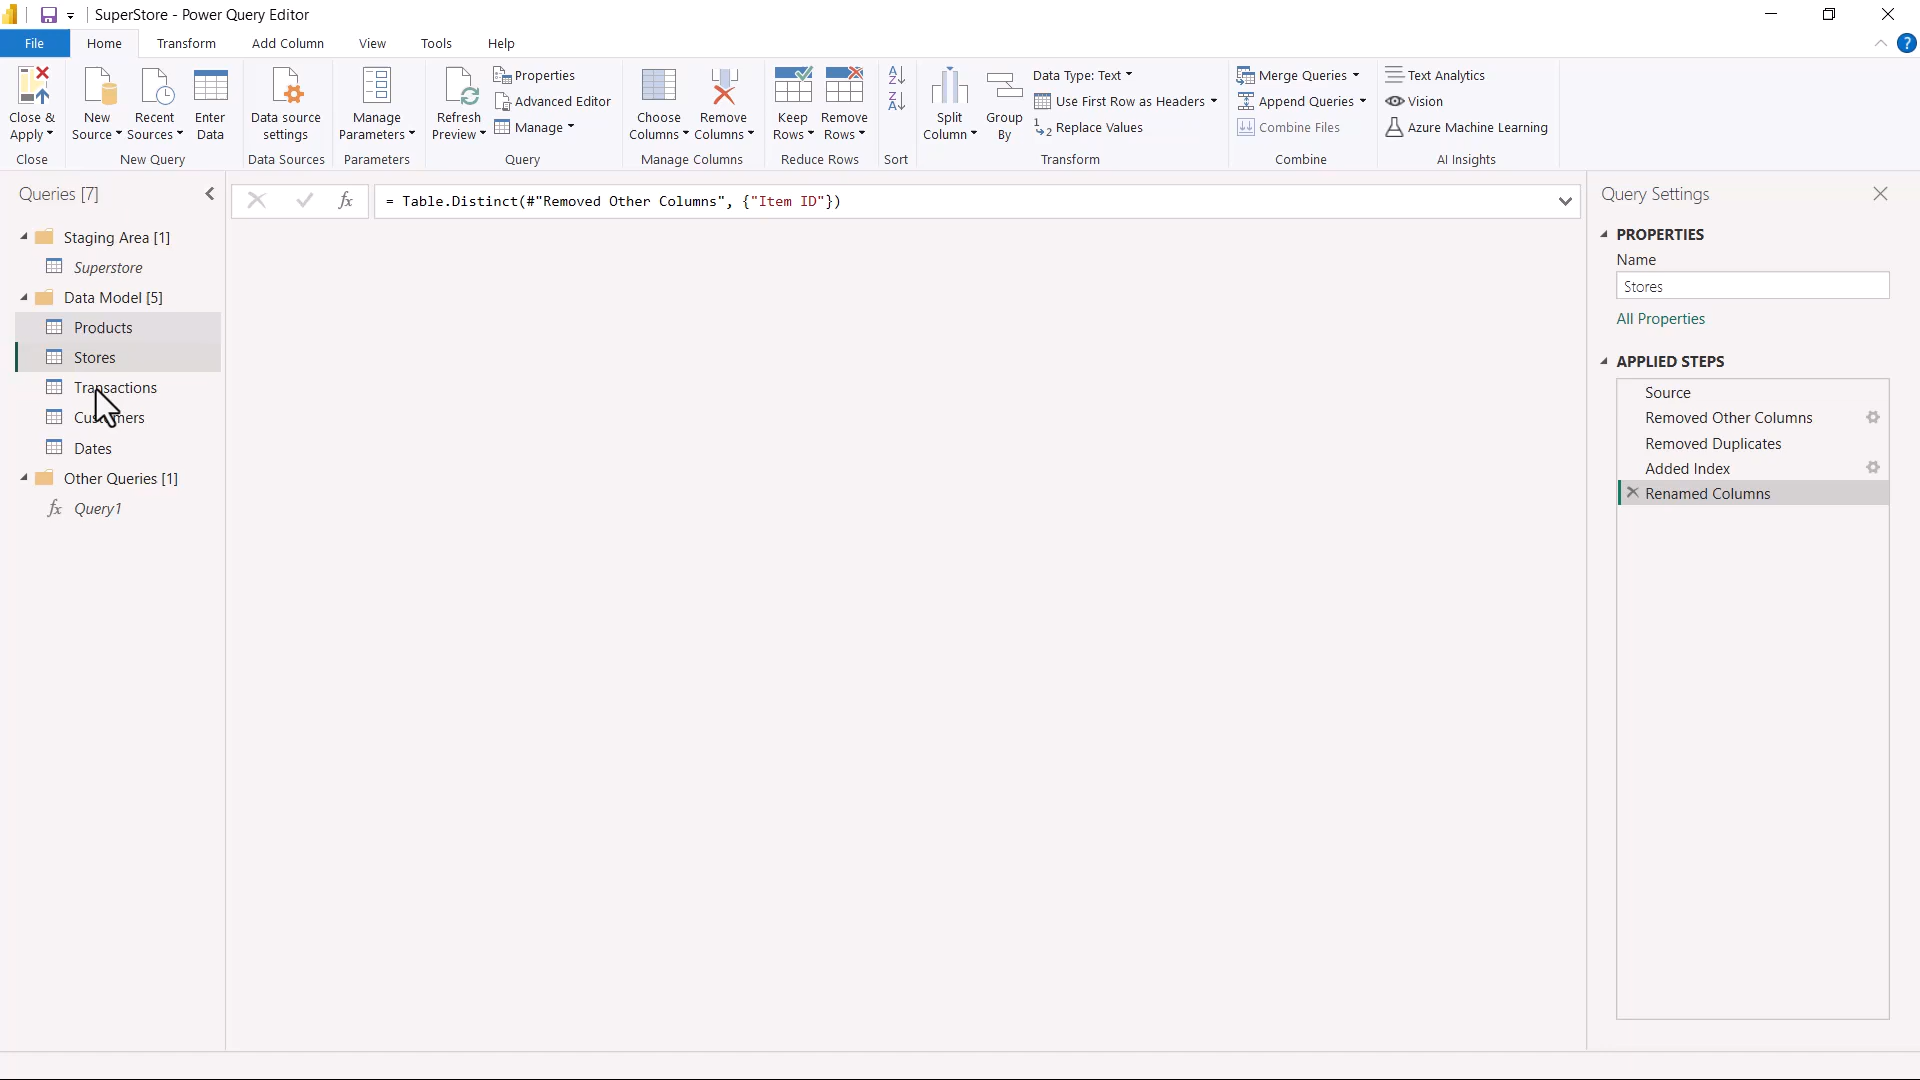 SuperStore - Power Query Editor
File Home Transform Add Column View Tools Help
Close & Apply
New Source
Recent Sources
Enter Data
Data source settings
Manage Parameters
Refresh Preview
Properties
Advanced Editor
Manage
Choose Columns
Remove Columns
Keep Rows
Remove Rows
A Z
Z A
Split Column
Group By
Data Type: Text
Use First Row as Headers
1 2 Replace Values
Merge Queries
Append Queries
Combine Files
Text Analytics
Vision
Azure Machine Learning
Close New Query Data Sources Parameters Query Manage Columns Reduce Rows Sort Transform Combine AI Insights
Queries [7]
Staging Area [1]
Superstore
Data Model [5]
Products
Stores
Transactions
Customers
Dates
Other Queries [1]
fx Query1
fx = Table.Distinct(#"Removed Other Columns", {"Item ID"})
Query Settings
PROPERTIES
Name
Stores
All Properties
APPLIED STEPS
Source
Removed Other Columns
Removed Duplicates
Added Index
Renamed Columns